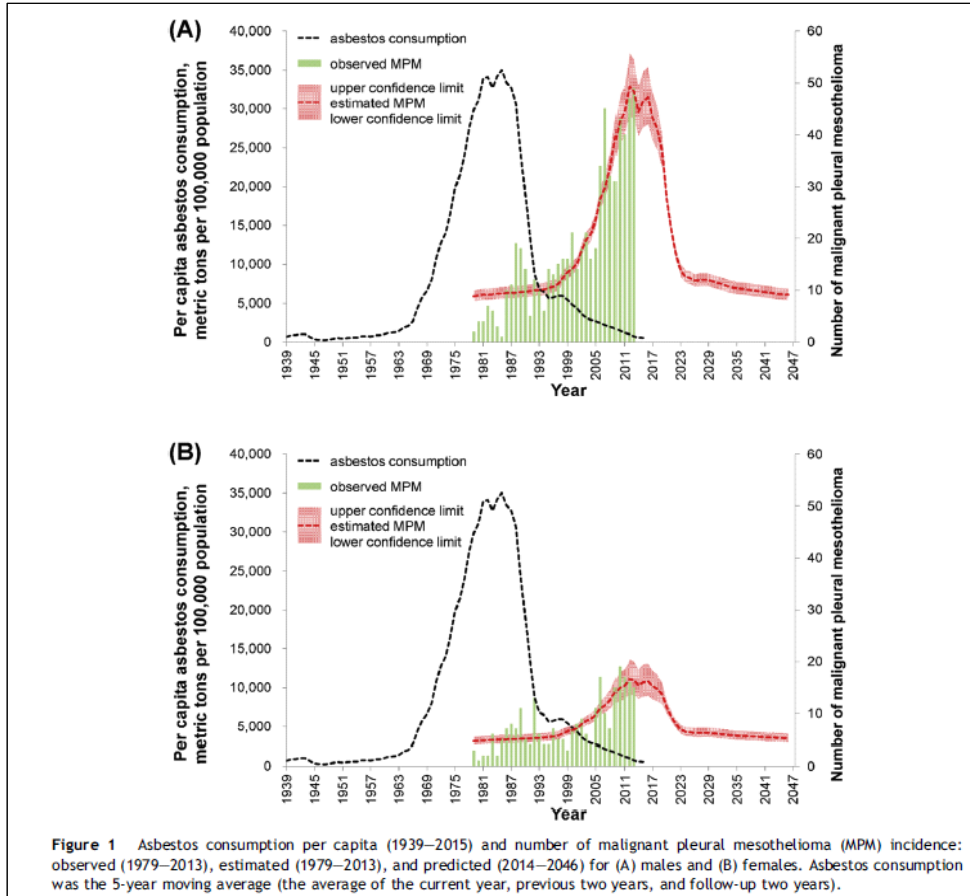 (A)
40,000
35,000
30,000
25,000
20,000
15,000
10,000
5,000
0
Per capita asbestos consumption,
metric tons per 100,000 population
asbestos consumption
observed MPM
upper confidence limit
estimated MPM
lower confidence limit
60
50
40
30
20
10
0
Number of malignant pleural mesothelioma
1939 1945 1951 1957 1963 1969 1975 1981 1987 1993 1999 2005 2011 2017 2023 2029 2035 2041 2047
Year
(B)
40,000
35,000
30,000
25,000
20,000
15,000
10,000
5,000
0
Per capita asbestos consumption,
metric tons per 100,000 population
asbestos consumption
observed MPM
upper confidence limit
estimated MPM
lower confidence limit
60
50
40
30
20
10
0
Number of malignant pleural mesothelioma
1939 1945 1951 1957 1963 1969 1975 1981 1987 1993 1999 2005 2011 2017 2023 2029 2035 2041 2047
Year
Figure 1 Asbestos consumption per capita (1939–2015) and number of malignant pleural mesothelioma (MPM) incidence:
observed (1979–2013), estimated (1979–2013), and predicted (2014–2046) for (A) males and (B) females. Asbestos consumption
was the 5-year moving average (the average of the current year, previous two years, and follow-up two years).